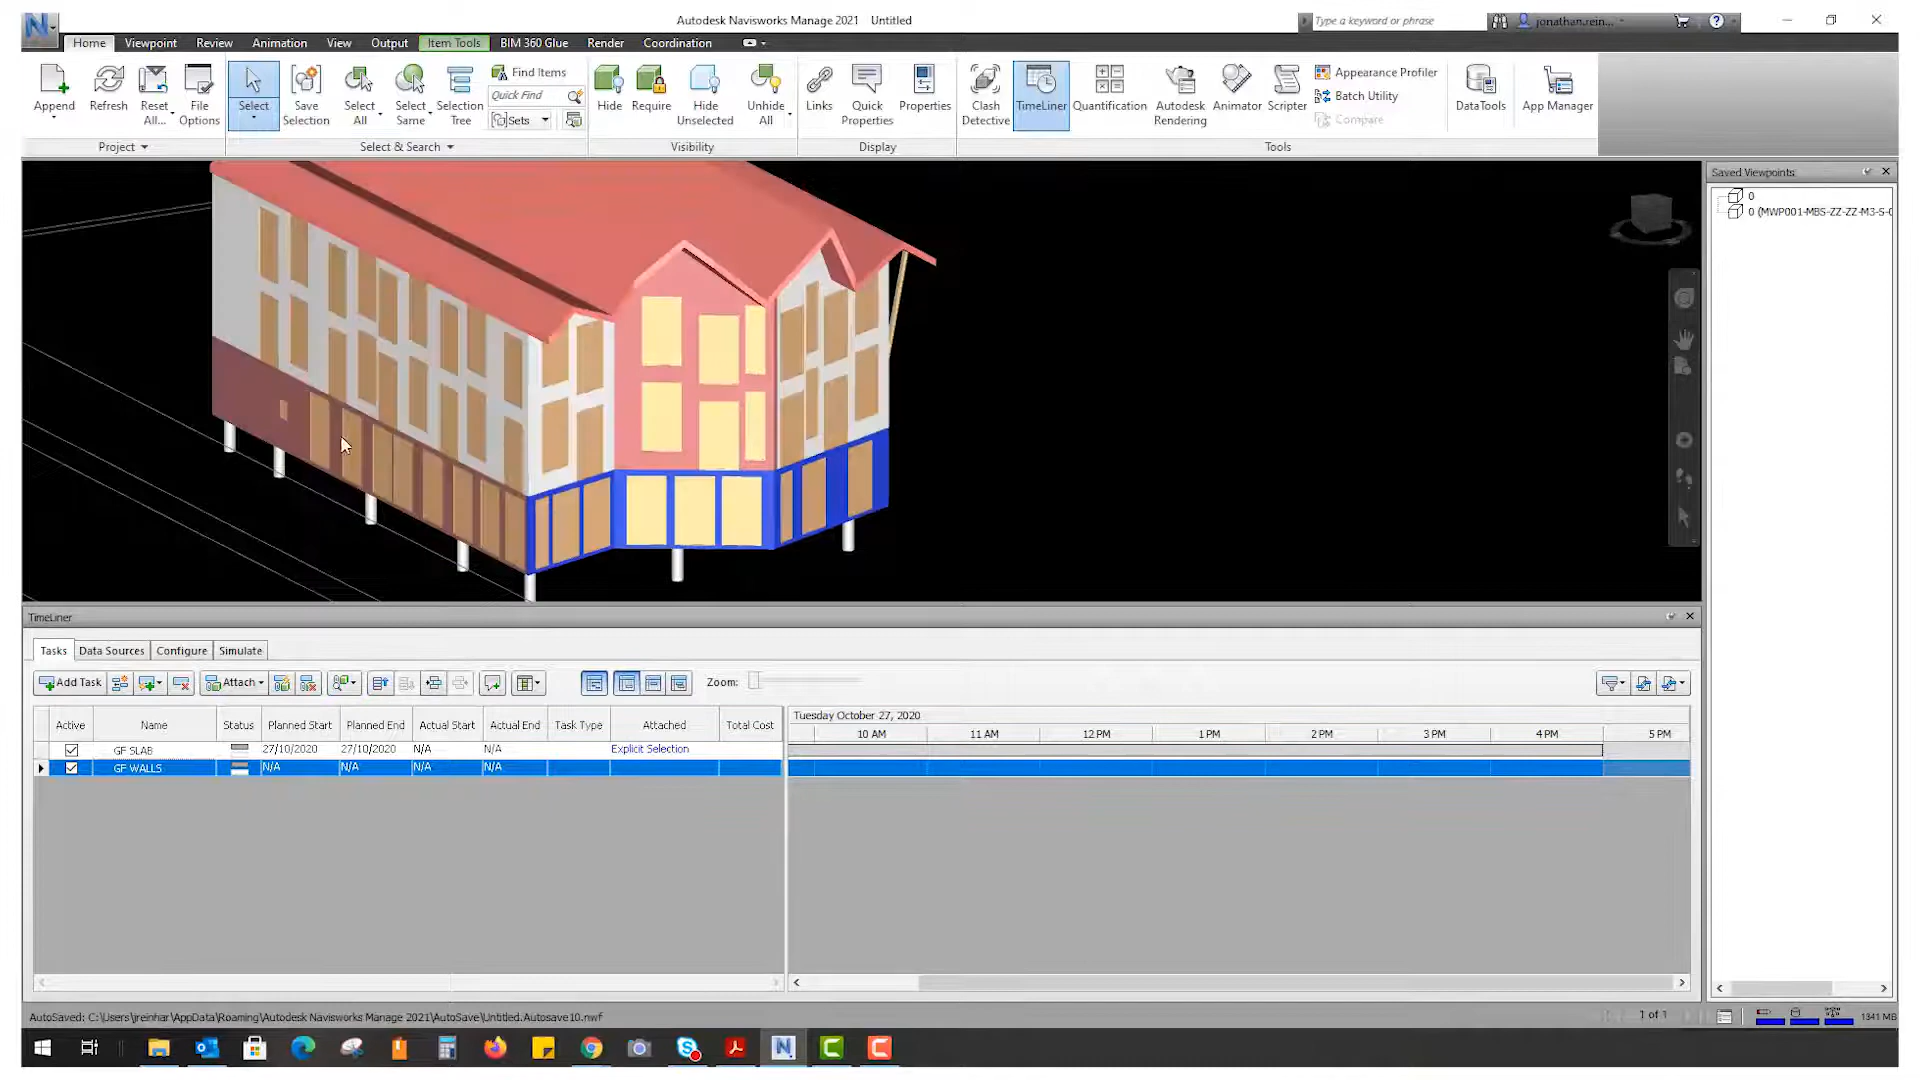 Autodesk Navisworks Manage 2021 Untitled
Type a keyword or phrase
jonathan.rein...
Home Viewpoint Review Animation View Output Item Tools BIM 360 Glue Render Coordination
Append
Refresh
Reset All...
File Options
Select
Save Selection
Select All
Select Same
Selection Tree
Find Items
Quick Find
Sets
Hide
Require
Hide Unselected
Unhide All
Links
Quick Properties
Properties
Clash Detective
TimeLiner
Quantification
Autodesk Rendering
Animator
Scripter
Appearance Profiler
Batch Utility
Compare
DataTools
App Manager
Project Select & Search Visibility Display Tools
Saved Viewpoints
0
0 (MWP001-MBS-ZZ-ZZ-M3-S-0
TimeLiner
Tasks Data Sources Configure Simulate
Add Task Attach Zoom:
Active Name Status Planned Start Planned End Actual Start Actual End Task Type Attached Total Cost
Tuesday October 27, 2020
10 AM 11 AM 12 PM 1 PM 2 PM 3 PM 4 PM 5 PM
GF SLAB 27/10/2020 27/10/2020 N/A N/A Explicit Selection
GF WALLS N/A N/A N/A N/A
AutoSaved: C:\Users\jreinhar\AppData\Roaming\Autodesk Navisworks Manage 2021\AutoSave\Untitled.Autosave10.nwf
1 of 1
1341 MB